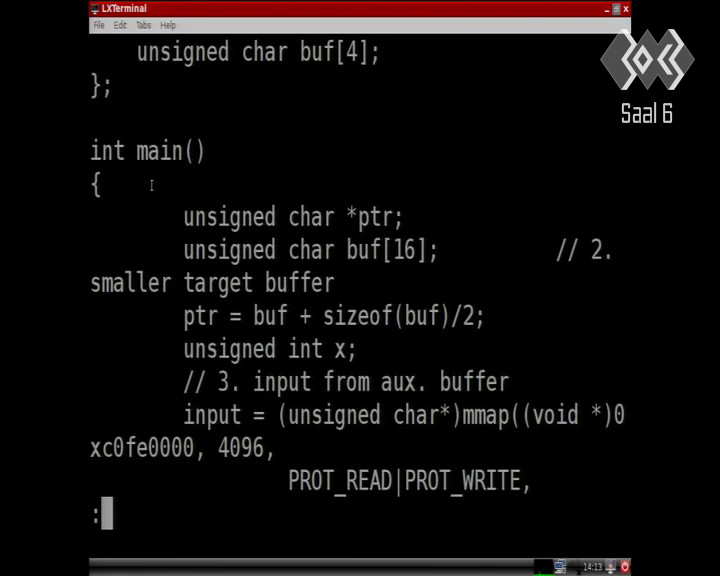 LXTerminal
File Edit Tabs Help
unsigned char buf[4];
};
int main()
{
unsigned char *ptr;
unsigned char buf[16]; // 2.
smaller target buffer
ptr = buf + sizeof(buf)/2;
unsigned int x;
// 3. input from aux. buffer
input = (unsigned char*)mmap((void *)0
xc0fe0000, 4096,
PROT_READ|PROT_WRITE,
:
Saal 6
14:13